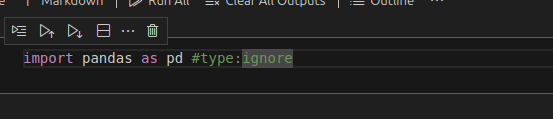 Markdown Run All Clear All Outputs Outline ...
...
import pandas as pd #type:ignore